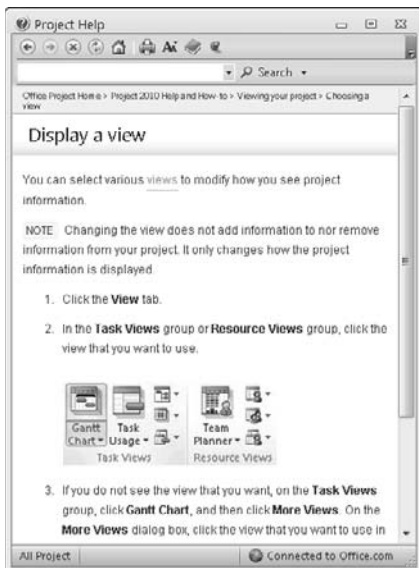 Project Help
Search
Office Project Home > Project 2010 Help and How-to > Viewing your project > Choosing a
view
Display a view
You can select various views to modify how you see project
information.
NOTE Changing the view does not add information to nor remove
information from your project. It only changes how the project
information is displayed.
1. Click the View tab.
2. In the Task Views group or Resource Views group, click the
view that you want to use.
Gantt Chart
Task Usage
Team Planner
Task Views
Resource Views
3. If you do not see the view that you want, on the Task Views
group, click Gantt Chart, and then click More Views. On the
More Views dialog box, click the view that you want to use in
All Project
Connected to Office.com